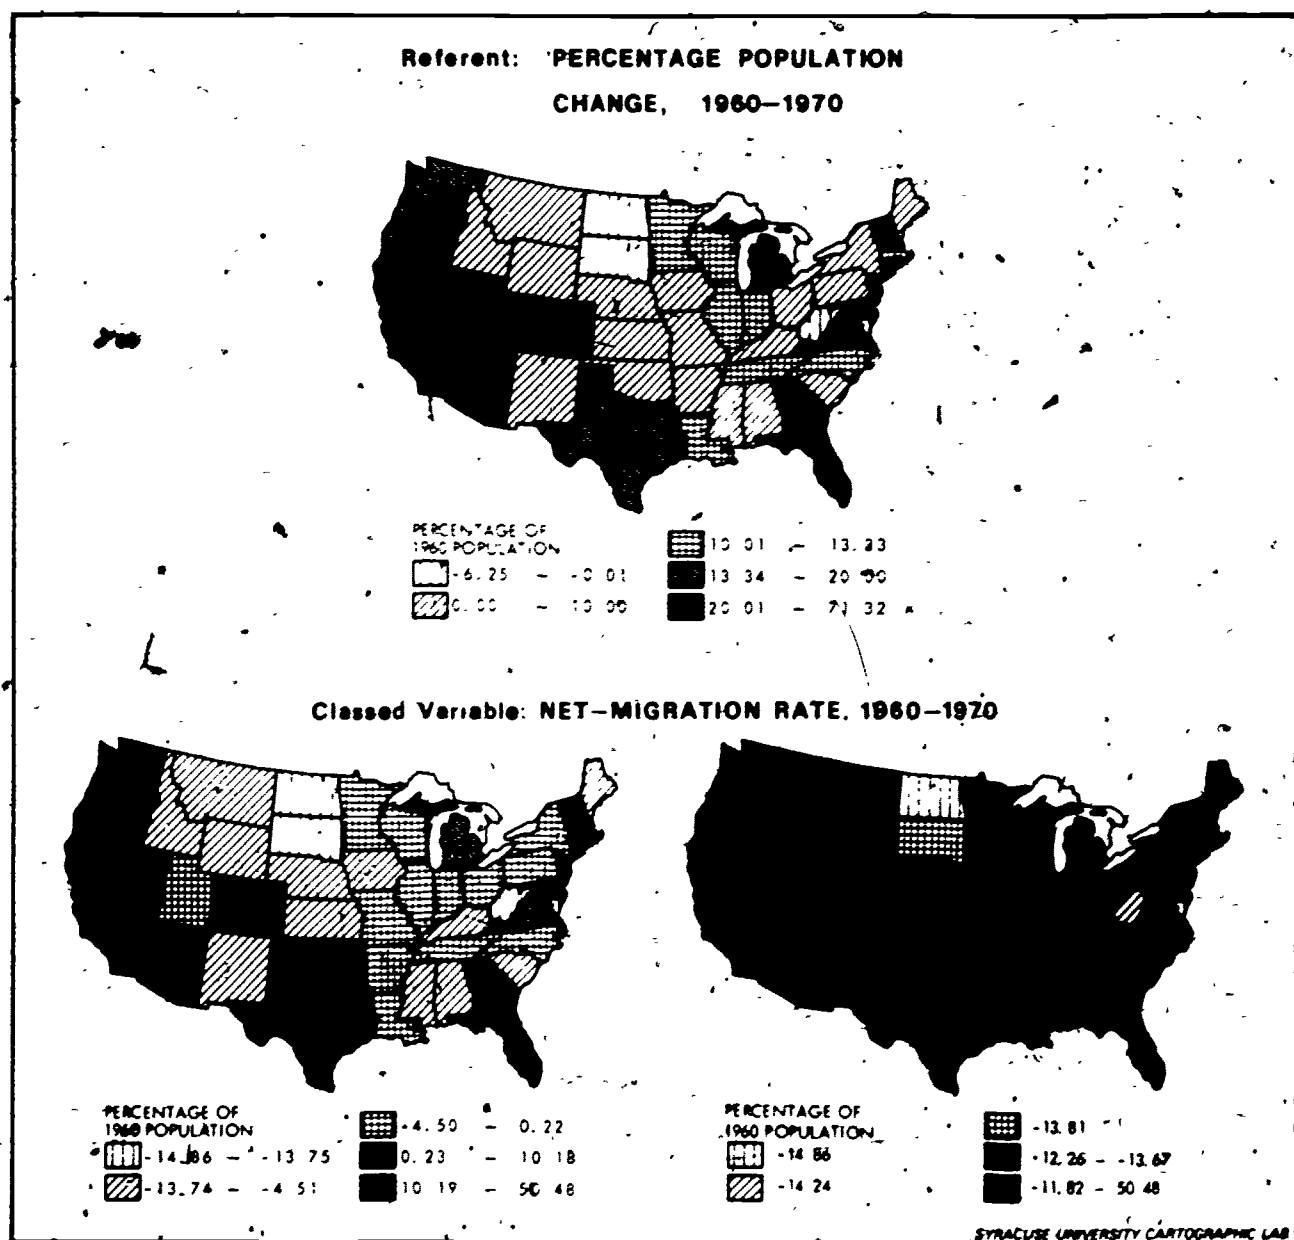 Referent: PERCENTAGE POPULATION
CHANGE, 1960–1970
PERCENTAGE OF
1960 POPULATION
-6.25 – -0.01
0.00 – 10.00
10.01 – 13.33
13.34 – 20.00
20.01 – 71.32
Classed Variable: NET–MIGRATION RATE, 1960–1970
PERCENTAGE OF
1960 POPULATION
-14.86 – -13.75
-13.74 – -4.51
-4.50 – 0.22
0.23 – 10.18
10.19 – 50.48
PERCENTAGE OF
1960 POPULATION
-14.86
-14.24
-13.81
-12.26 – -13.67
-11.82 – 50.48
SYRACUSE UNIVERSITY CARTOGRAPHIC LAB